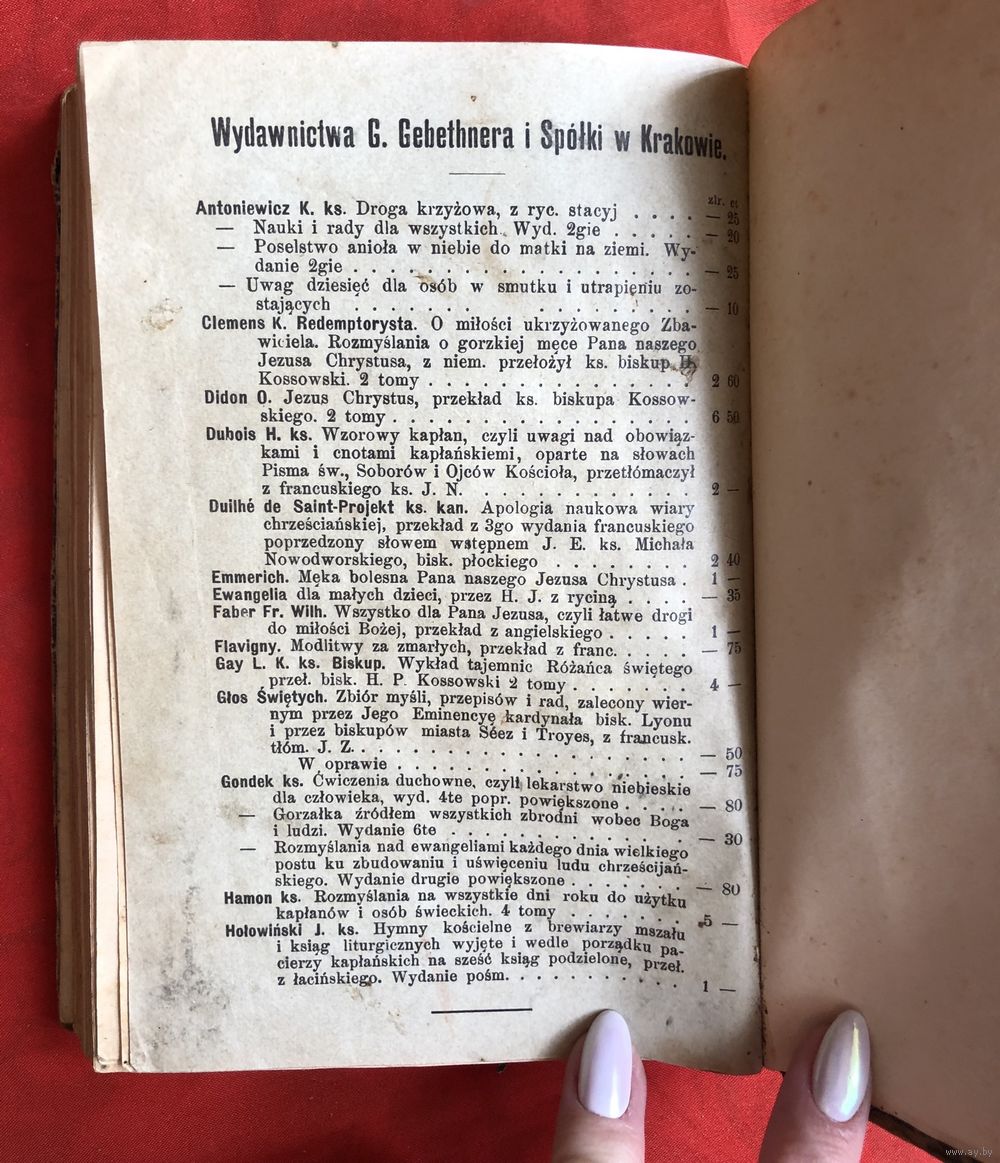 Wydawnictwa G. Gebethnera i Spółki w Krakowie.
złr. ct
Antoniewicz K. ks. Droga krzyżowa, z ryc. stacyj . . . . — 25
— Nauki i rady dla wszystkich. Wyd. 2gie . . . . . — 20
— Poselstwo anioła w niebie do matki na ziemi. Wy-
danie 2gie . . . . . . . . . . . . . . . . . . — 25
— Uwag dziesięć dla osób w smutku i utrapieniu zo-
stających . . . . . . . . . . . . . . . . — 10
Clemens K. Redemptorysta. O miłości ukrzyżowanego Zba-
wiciela. Rozmyślania o gorzkiej męce Pana naszego
Jezusa Chrystusa, z niem. przełożył ks. biskup H.
Kossowski. 2 tomy . . . . . . . . . . . . . . 2 60
Didon O. Jezus Chrystus, przekład ks. biskupa Kossow-
skiego. 2 tomy . . . . . . . . . . . . . . . . 6 50
Dubois H. ks. Wzorowy kapłan, czyli uwagi nad obowiąz-
kami i cnotami kapłańskiemi, oparte na słowach
Pisma św., Soborów i Ojców Kościoła, przetłómaczył
z francuskiego ks. J. N. . . . . . . . . . . . . 2 —
Duilhé de Saint-Projekt ks. kan. Apologia naukowa wiary
chrześciańskiej, przekład z 3go wydania francuskiego
poprzedzony słowem wstępnem J. E. ks. Michała
Nowodworskiego, bisk. płockiego . . . . . . . . 2 40
Emmerich. Męka bolesna Pana naszego Jezusa Chrystusa . 1 —
Ewangelia dla małych dzieci, przez H. J. z ryciną . . . . — 35
Faber Fr. Wilh. Wszystko dla Pana Jezusa, czyli łatwe drogi
do miłości Bożej, przekład z angielskiego . . . . . 1 —
Flavigny. Modlitwy za zmarłych, przekład z franc. . . . . — 75
Gay L. K. ks. Biskup. Wykład tajemnic Różańca świętego
przeł. bisk. H. P. Kossowski 2 tomy . . . . . . . 4 —
Głos Świętych. Zbiór myśli, przepisów i rad, zalecony wier-
nym przez Jego Eminencyę kardynała bisk. Lyonu
i przez biskupów miasta Séez i Troyes, z francusk.
tłóm. J. Z. . . . . . . . . . . . . . . . . . . — 50
W oprawie . . . . . . . . . . . . . . . . — 75
Gondek ks. Ćwiczenia duchowne, czyli lekarstwo niebieskie
dla człowieka, wyd. 4te popr. powiększone . . . . — 80
— Gorzałka źródłem wszystkich zbrodni wobec Boga
i ludzi. Wydanie 6te . . . . . . . . . . . . . — 30
— Rozmyślania nad ewangeliami każdego dnia wielkiego
postu ku zbudowaniu i uświęceniu ludu chrześcijań-
skiego. Wydanie drugie powiększone . . . . . . . — 80
Hamon ks. Rozmyślania na wszystkie dni roku do użytku
kapłanów i osób świeckich. 4 tomy . . . . . . . 5 —
Hołowiński J. ks. Hymny kościelne z brewiarzy mszału
i ksiąg liturgicznych wyjęte i wedle porządku pa-
cierzy kapłańskich na sześć ksiąg podzielone, przeł.
z łacińskiego. Wydanie pośm. . . . . . . . . . . 1 —
www.ay.by